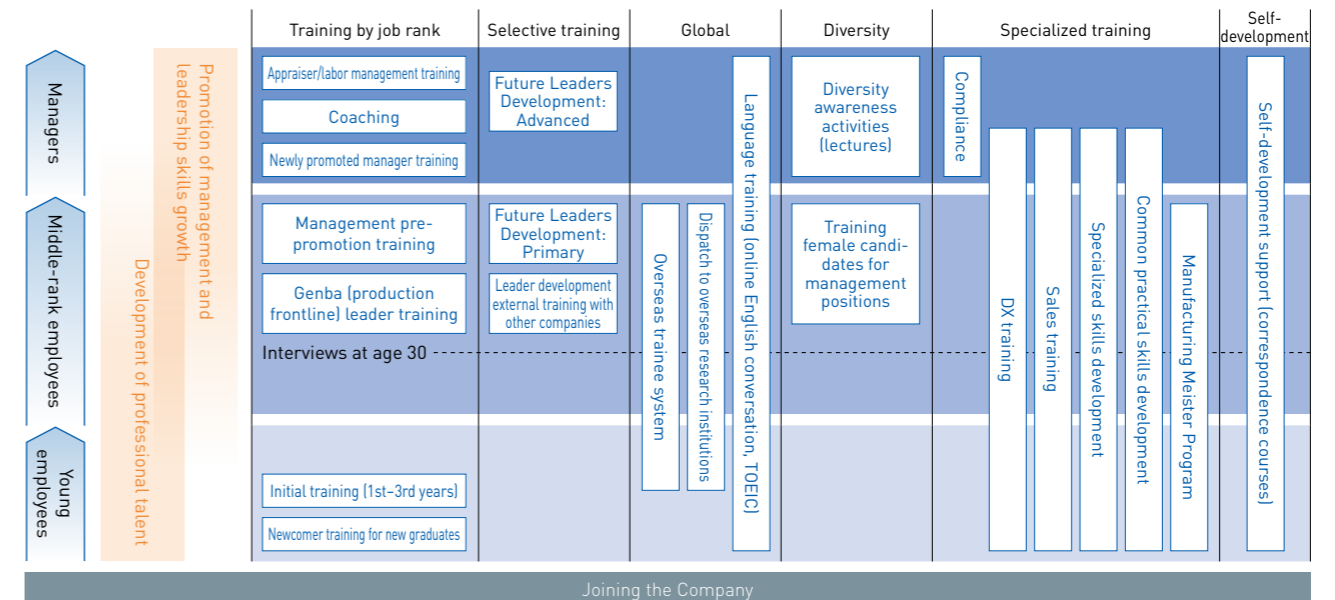 Training by job rank
Selective training
Global
Diversity
Specialized training
Self-
development
Managers
Middle-rank employees
Young
employees
Promotion of management and
leadership skills growth
Development of professional talent
Appraiser/labor management training
Coaching
Newly promoted manager training
Management pre-
promotion training
Genba (production
frontline) leader training
Interviews at age 30
Initial training (1st–3rd years)
Newcomer training for new graduates
Future Leaders
Development:
Advanced
Future Leaders
Development:
Primary
Leader development
external training with
other companies
Overseas trainee system
Dispatch to overseas research institutions
Language training (online English conversation, TOEIC)
Diversity
awareness
activities
(lectures)
Training
female candi-
dates for
management
positions
Compliance
DX training
Sales training
Specialized skills development
Common practical skills development
Manufacturing Meister Program
Self-development support (correspondence courses)
Joining the Company